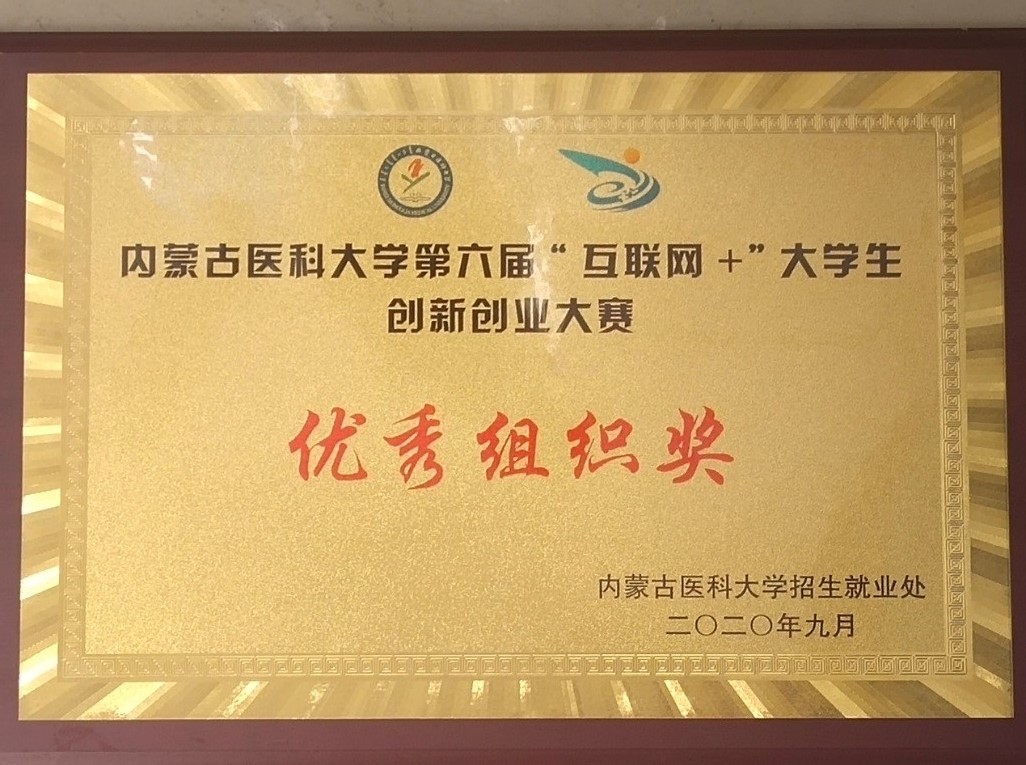 内蒙古医科大学第六届“互联网+”大学生
创新创业大赛
优秀组织奖
内蒙古医科大学招生就业处
二〇二〇年九月